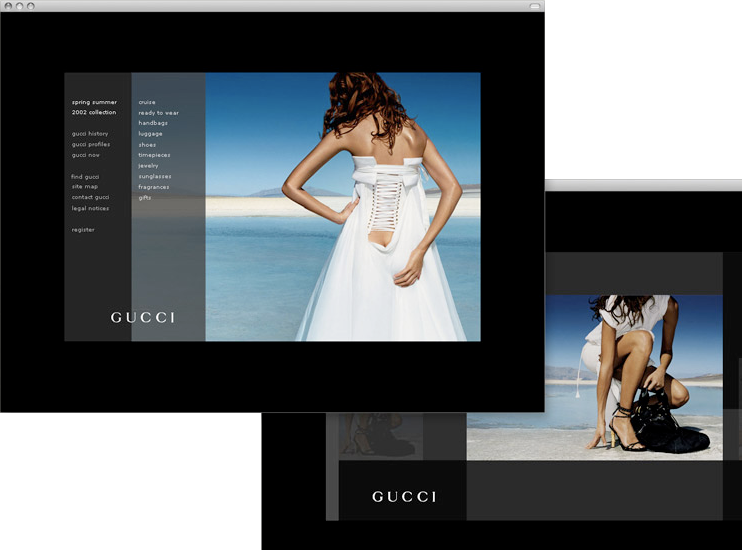 spring summer
2002 collection
gucci history
gucci profiles
gucci now
find gucci
site map
contact gucci
legal notices
register
cruise
ready to wear
handbags
luggage
shoes
timepieces
jewelry
sunglasses
fragrances
gifts
GUCCI
GUCCI